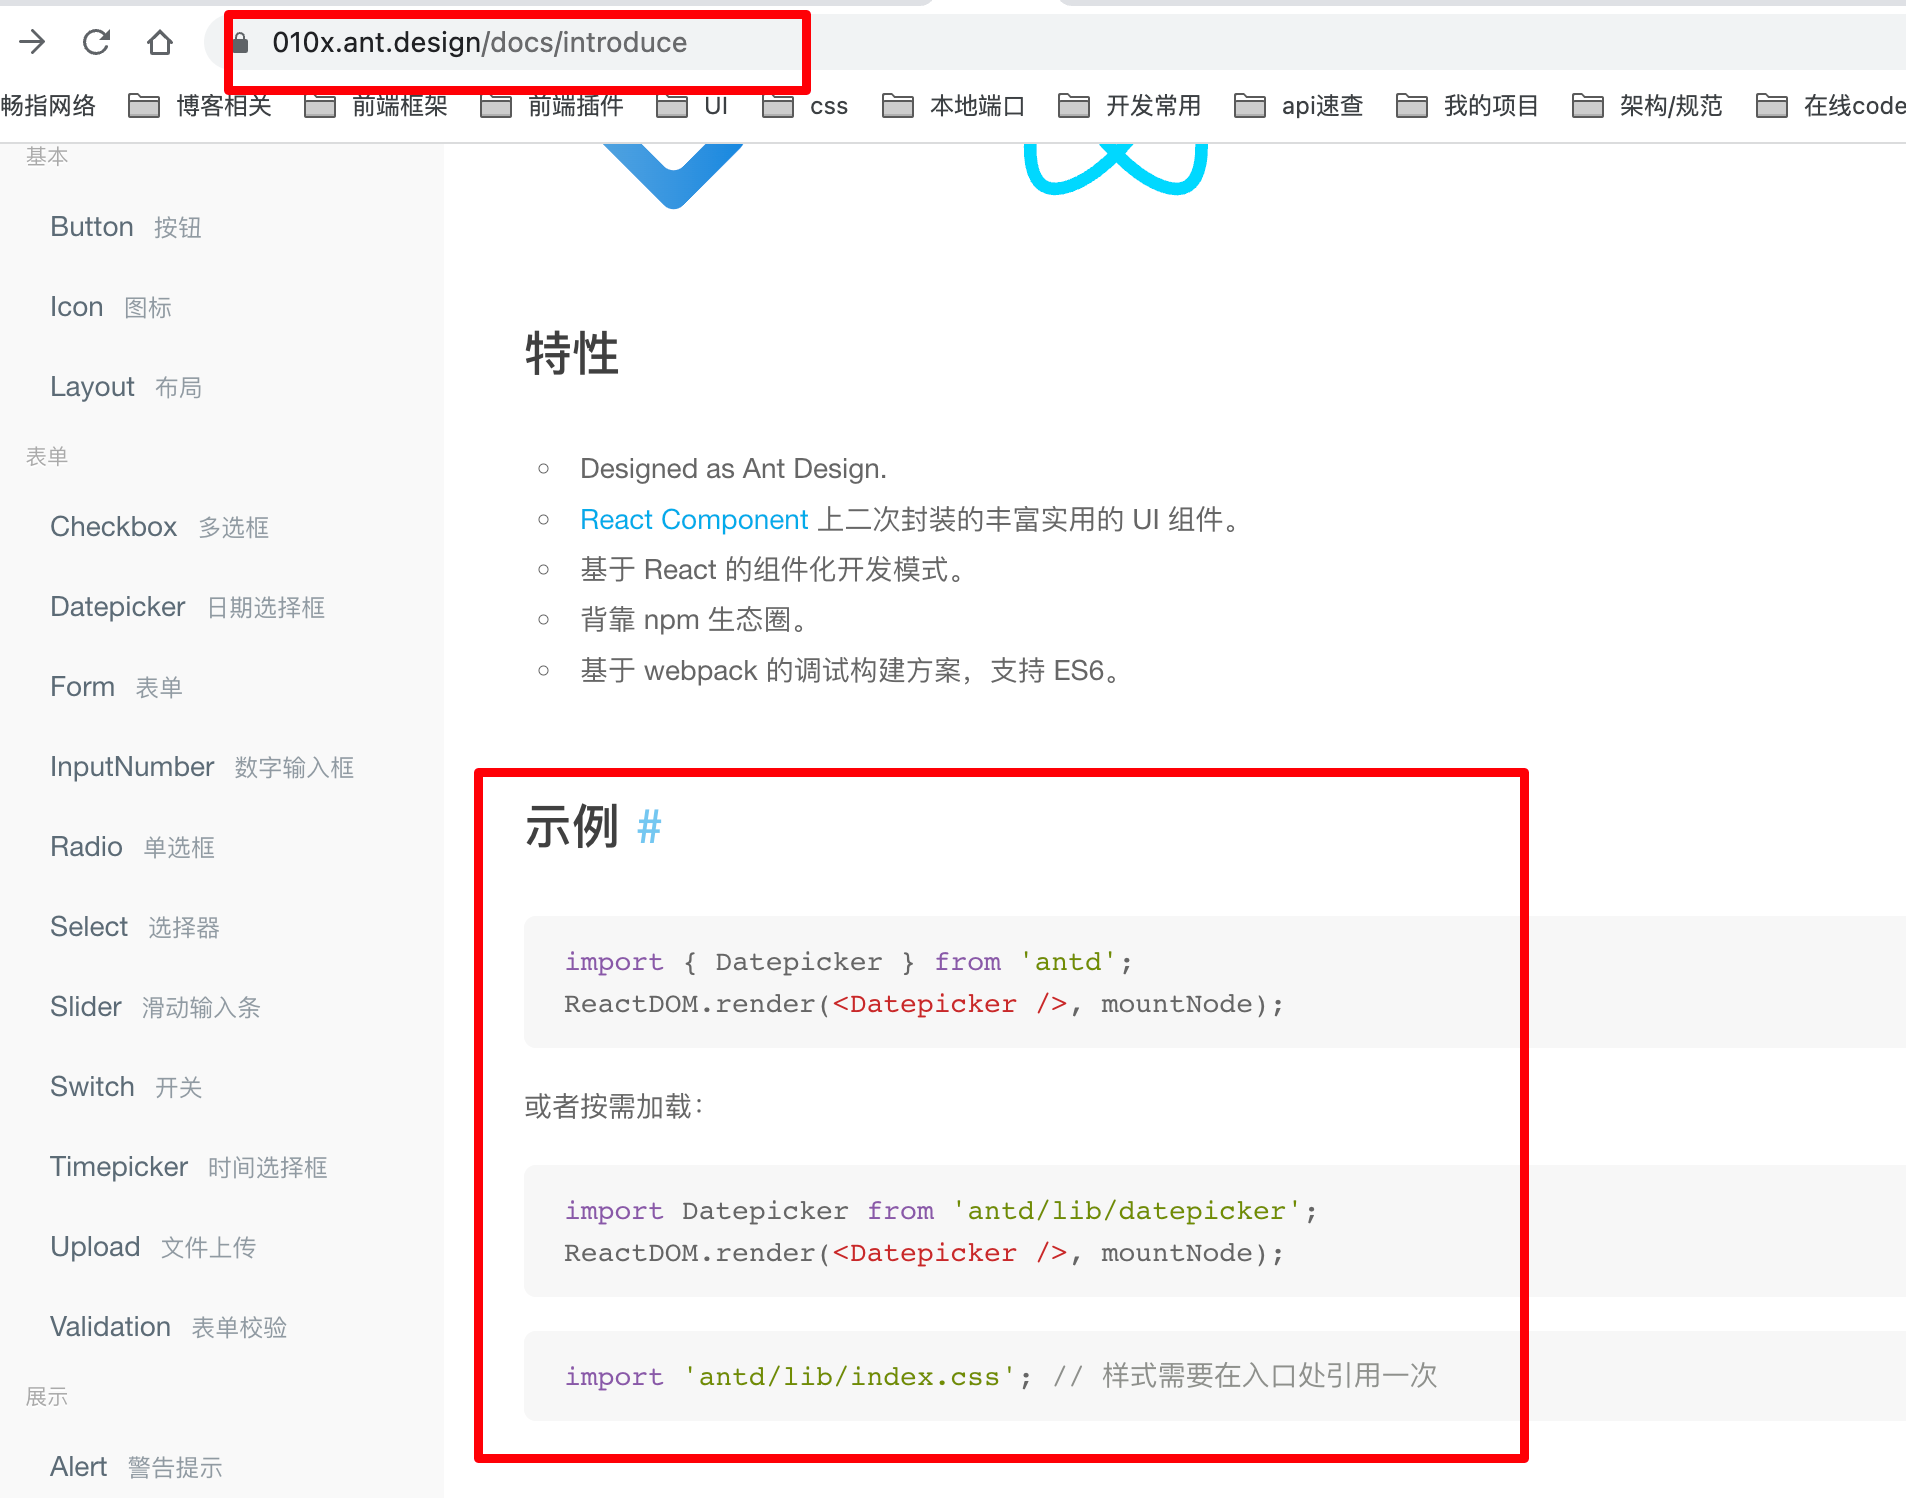 010x.ant.design/docs/introduce
畅指网络 博客相关 前端框架 前端插件 UI css 本地端口 开发常用 api速查 我的项目 架构/规范 在线code
基本
Button 按钮
Icon 图标
Layout 布局
表单
Checkbox 多选框
Datepicker 日期选择框
Form 表单
InputNumber 数字输入框
Radio 单选框
Select 选择器
Slider 滑动输入条
Switch 开关
Timepicker 时间选择框
Upload 文件上传
Validation 表单校验
展示
Alert 警告提示
特性
Designed as Ant Design.
React Component 上二次封装的丰富实用的 UI 组件。
基于 React 的组件化开发模式。
背靠 npm 生态圈。
基于 webpack 的调试构建方案，支持 ES6。
示例 #
import { Datepicker } from 'antd';
ReactDOM.render(<Datepicker />, mountNode);
或者按需加载：
import Datepicker from 'antd/lib/datepicker';
ReactDOM.render(<Datepicker />, mountNode);
import 'antd/lib/index.css'; // 样式需要在入口处引用一次